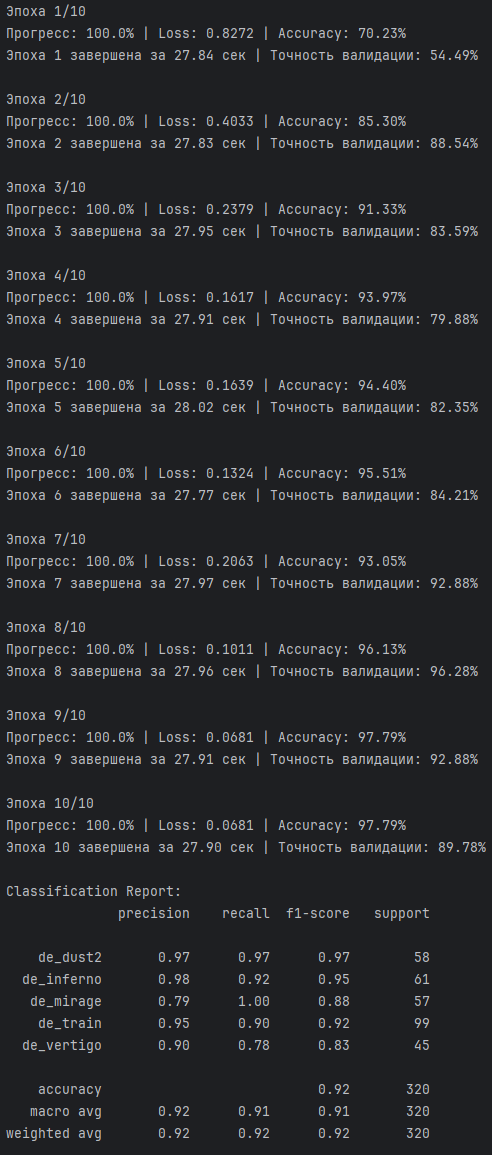 Эпоха 1/10
Прогресс: 100.0% | Loss: 0.8272 | Accuracy: 70.23%
Эпоха 1 завершена за 27.84 сек | Точность валидации: 54.49%

Эпоха 2/10
Прогресс: 100.0% | Loss: 0.4033 | Accuracy: 85.30%
Эпоха 2 завершена за 27.83 сек | Точность валидации: 88.54%

Эпоха 3/10
Прогресс: 100.0% | Loss: 0.2379 | Accuracy: 91.33%
Эпоха 3 завершена за 27.95 сек | Точность валидации: 83.59%

Эпоха 4/10
Прогресс: 100.0% | Loss: 0.1617 | Accuracy: 93.97%
Эпоха 4 завершена за 27.91 сек | Точность валидации: 79.88%

Эпоха 5/10
Прогресс: 100.0% | Loss: 0.1639 | Accuracy: 94.40%
Эпоха 5 завершена за 28.02 сек | Точность валидации: 82.35%

Эпоха 6/10
Прогресс: 100.0% | Loss: 0.1324 | Accuracy: 95.51%
Эпоха 6 завершена за 27.77 сек | Точность валидации: 84.21%

Эпоха 7/10
Прогресс: 100.0% | Loss: 0.2063 | Accuracy: 93.05%
Эпоха 7 завершена за 27.97 сек | Точность валидации: 92.88%

Эпоха 8/10
Прогресс: 100.0% | Loss: 0.1011 | Accuracy: 96.13%
Эпоха 8 завершена за 27.96 сек | Точность валидации: 96.28%

Эпоха 9/10
Прогресс: 100.0% | Loss: 0.0681 | Accuracy: 97.79%
Эпоха 9 завершена за 27.91 сек | Точность валидации: 92.88%

Эпоха 10/10
Прогресс: 100.0% | Loss: 0.0681 | Accuracy: 97.79%
Эпоха 10 завершена за 27.90 сек | Точность валидации: 89.78%

Classification Report:
              precision    recall  f1-score   support

    de_dust2       0.97      0.97      0.97        58
  de_inferno       0.98      0.92      0.95        61
   de_mirage       0.79      1.00      0.88        57
    de_train       0.95      0.90      0.92        99
  de_vertigo       0.90      0.78      0.83        45

    accuracy                           0.92       320
   macro avg       0.92      0.91      0.91       320
weighted avg       0.92      0.92      0.92       320